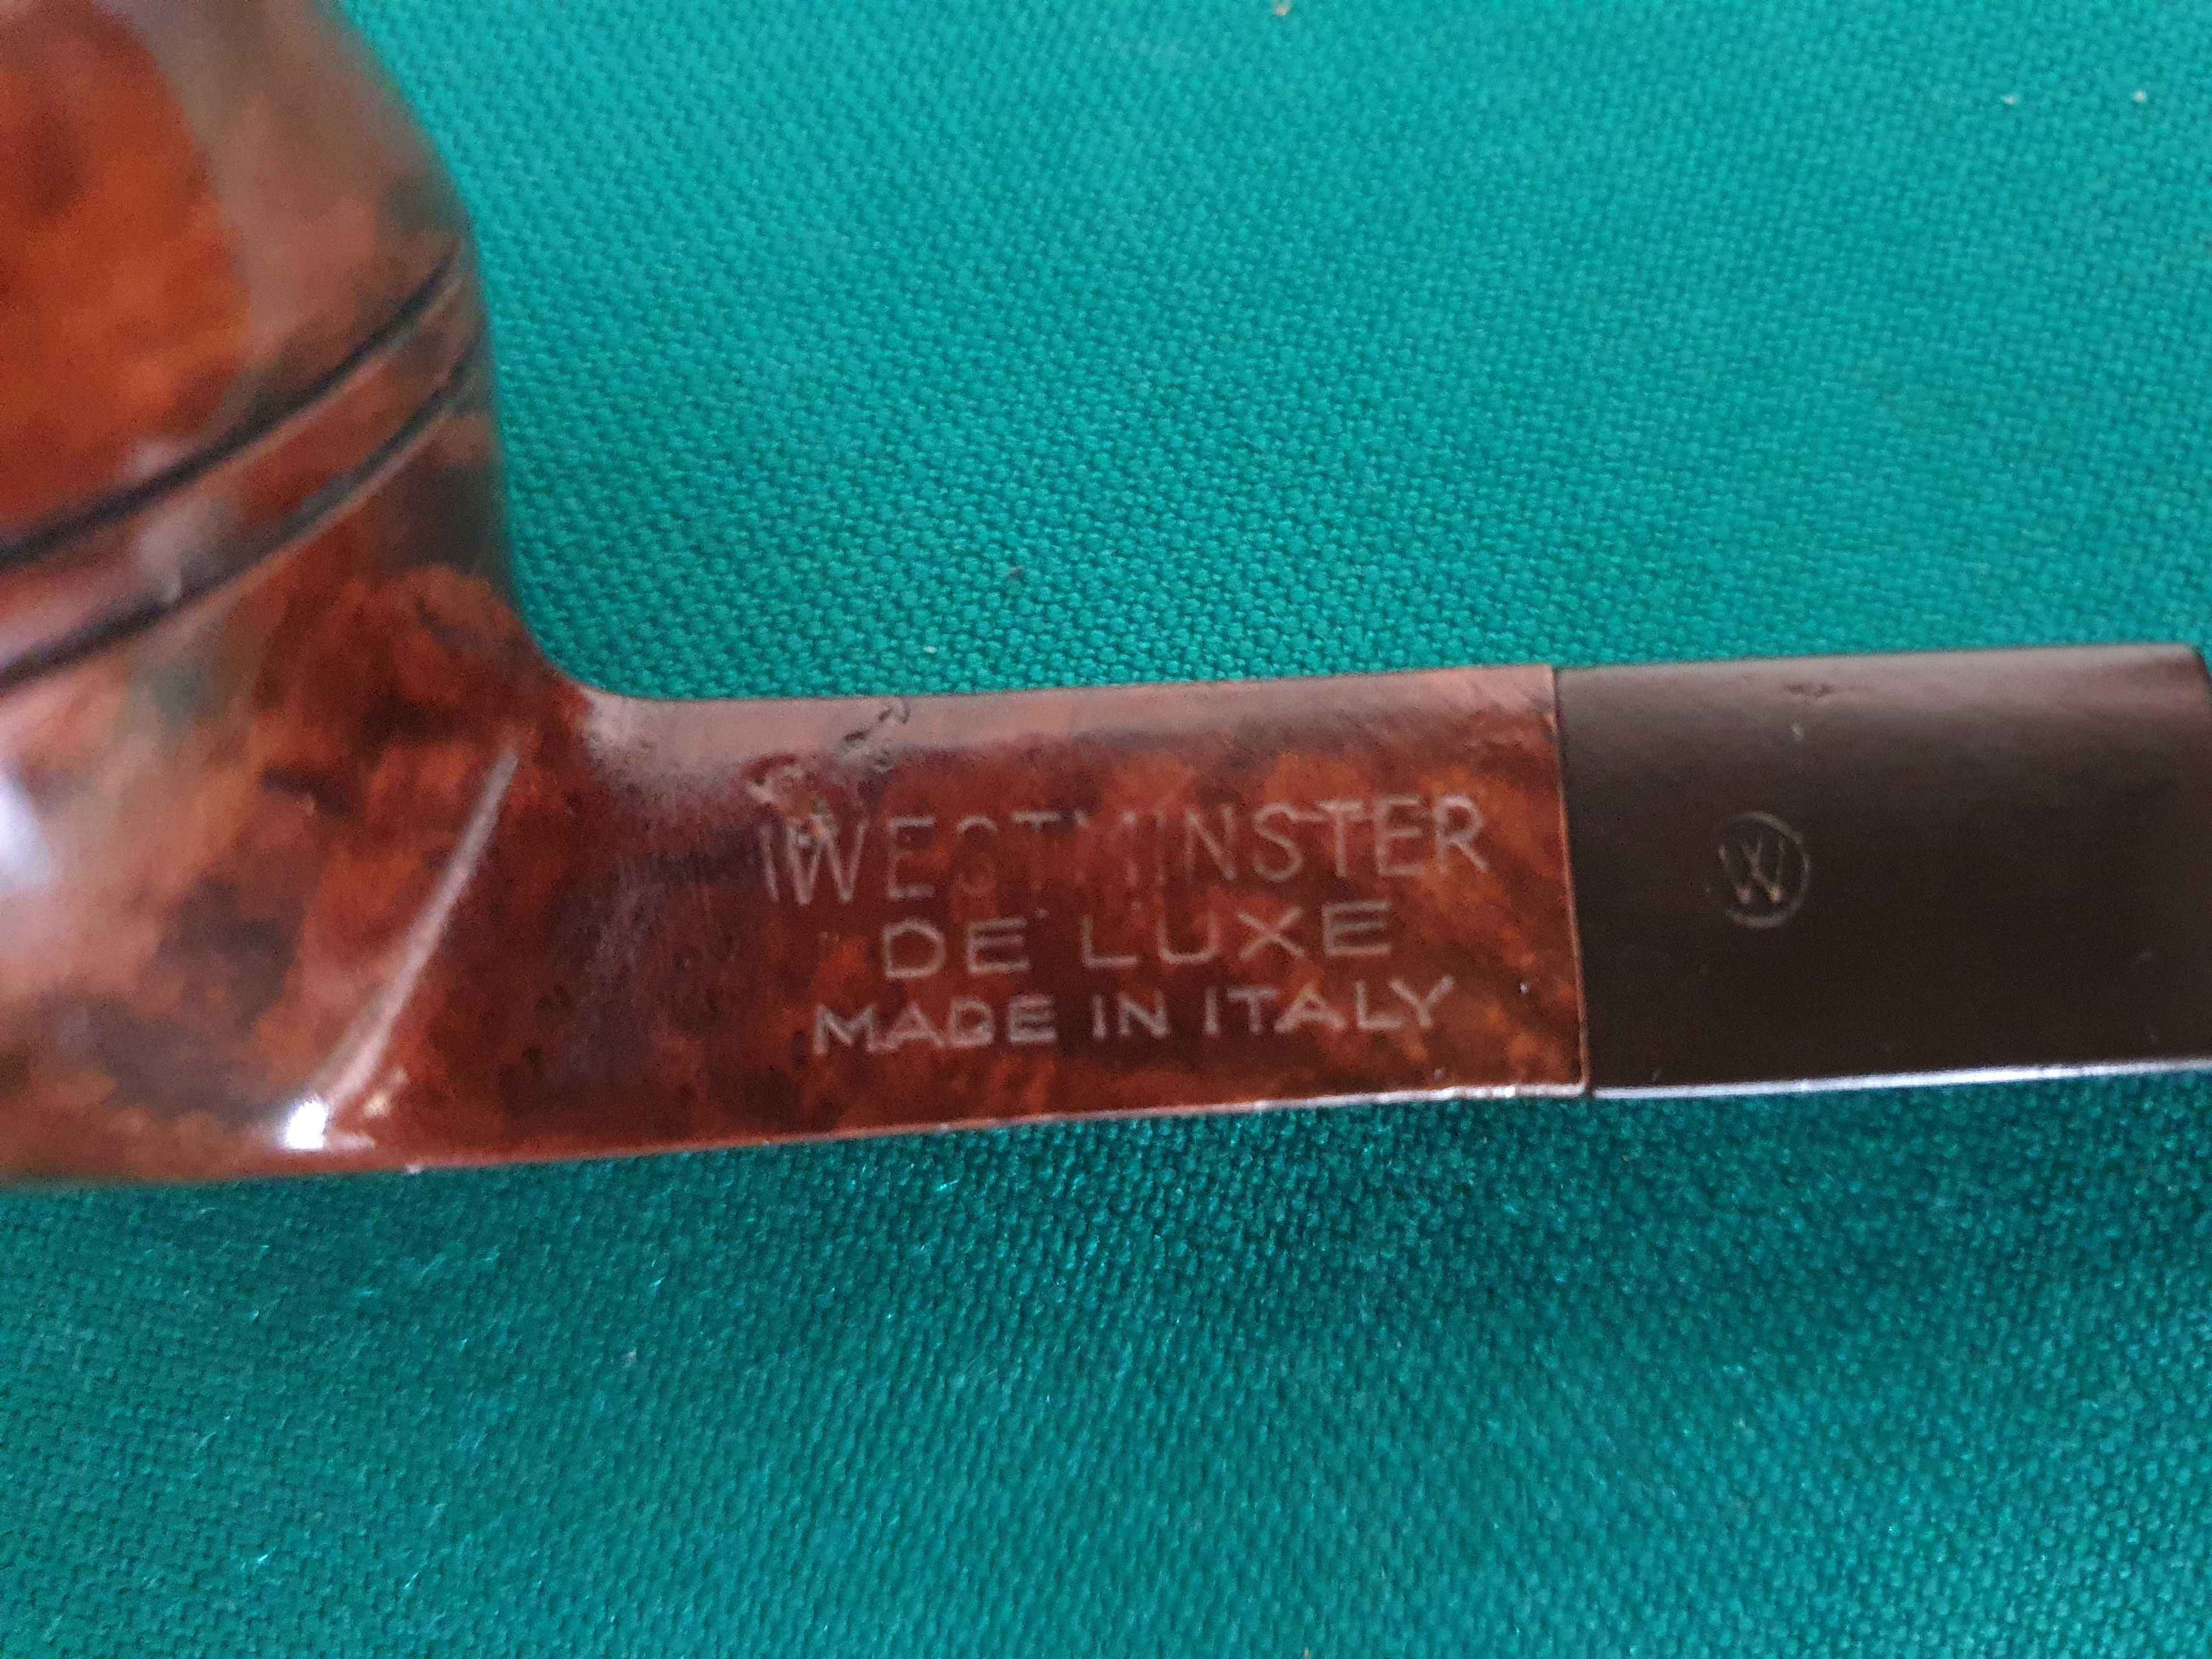 WESTMINSTER
DE LUXE
MADE IN ITALY
W